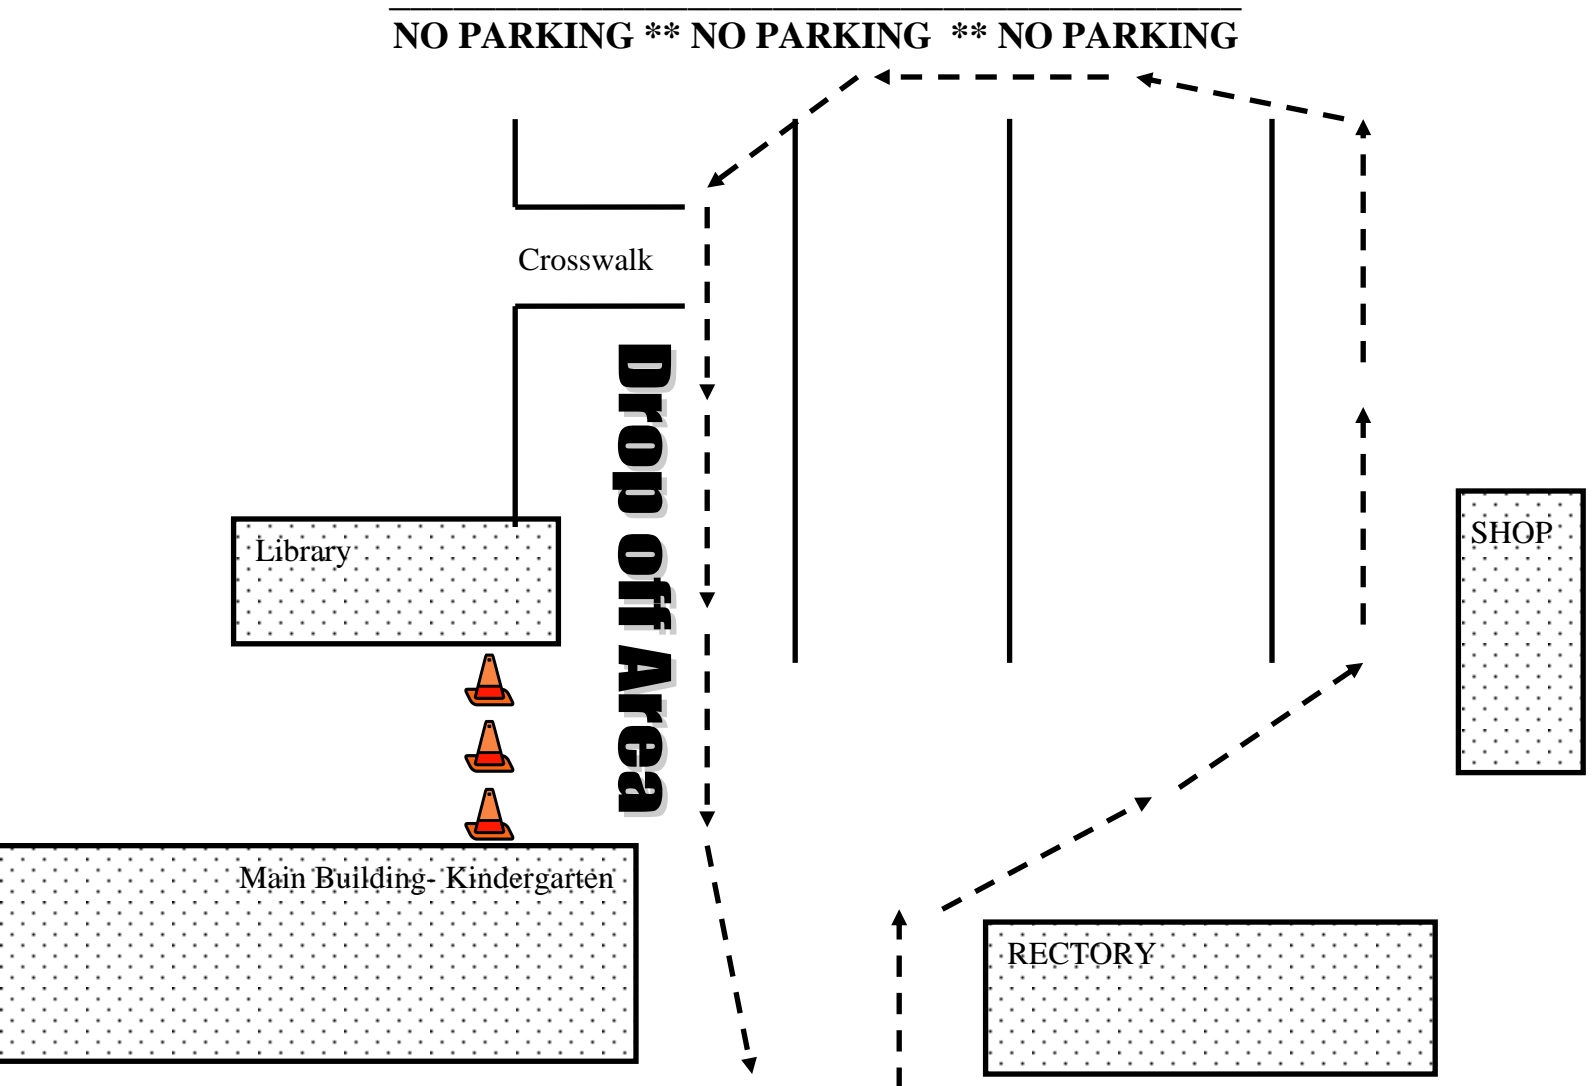 NO PARKING ** NO PARKING ** NO PARKING
Crosswalk
Drop off Area
Library
SHOP
Main Building- Kindergarten
RECTORY